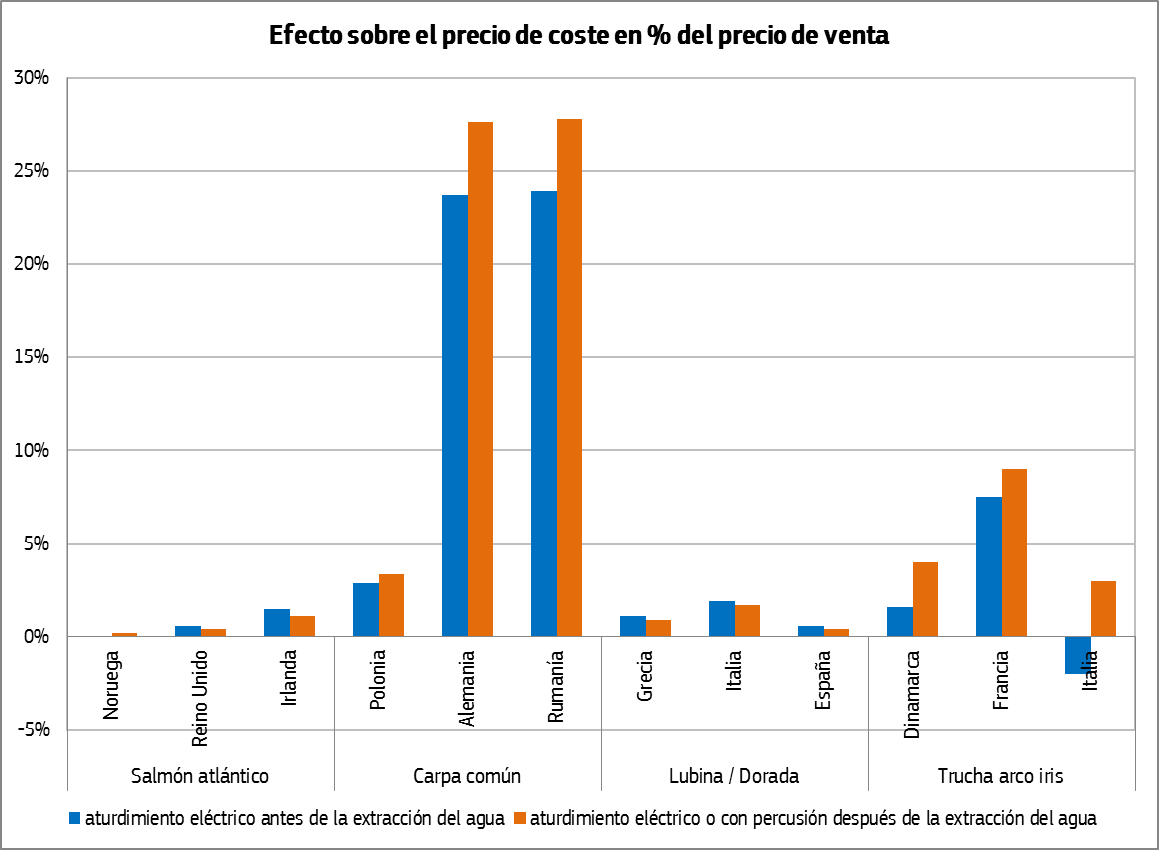 Efecto sobre el precio de coste en % del precio de venta
30%
25%
20%
15%
10%
5%
0%
-5%
Noruega
Reino Unido
Irlanda
Polonia
Alemania
Rumanía
Grecia
Italia
España
Dinamarca
Francia
Italia
Salmón atlántico
Carpa común
Lubina / Dorada
Trucha arco iris
aturdimiento eléctrico antes de la extracción del agua
aturdimiento eléctrico o con percusión después de la extracción del agua